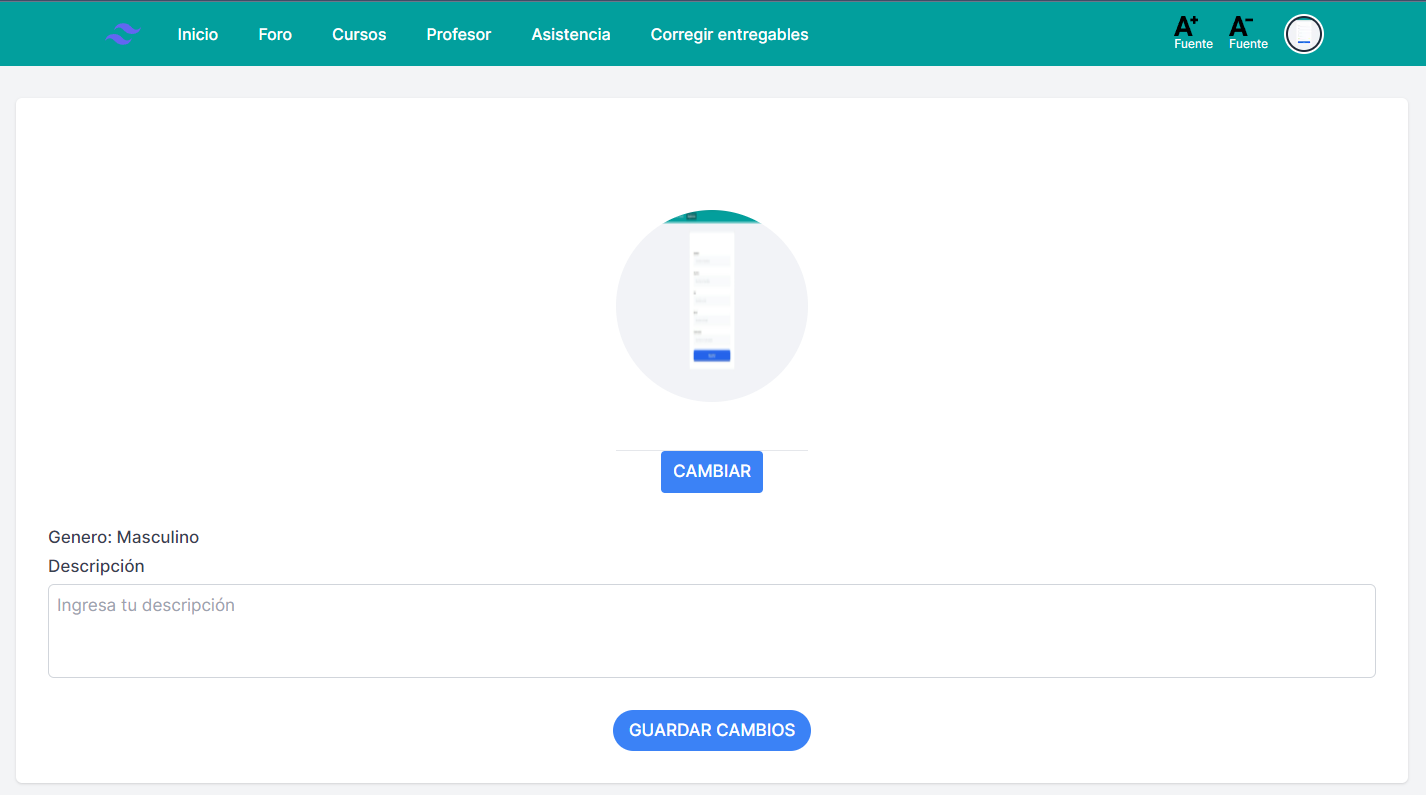 Inicio Foro Cursos Profesor Asistencia Corregir entregables A+ Fuente A- Fuente
CAMBIAR
Genero: Masculino
Descripción
Ingresa tu descripción
GUARDAR CAMBIOS